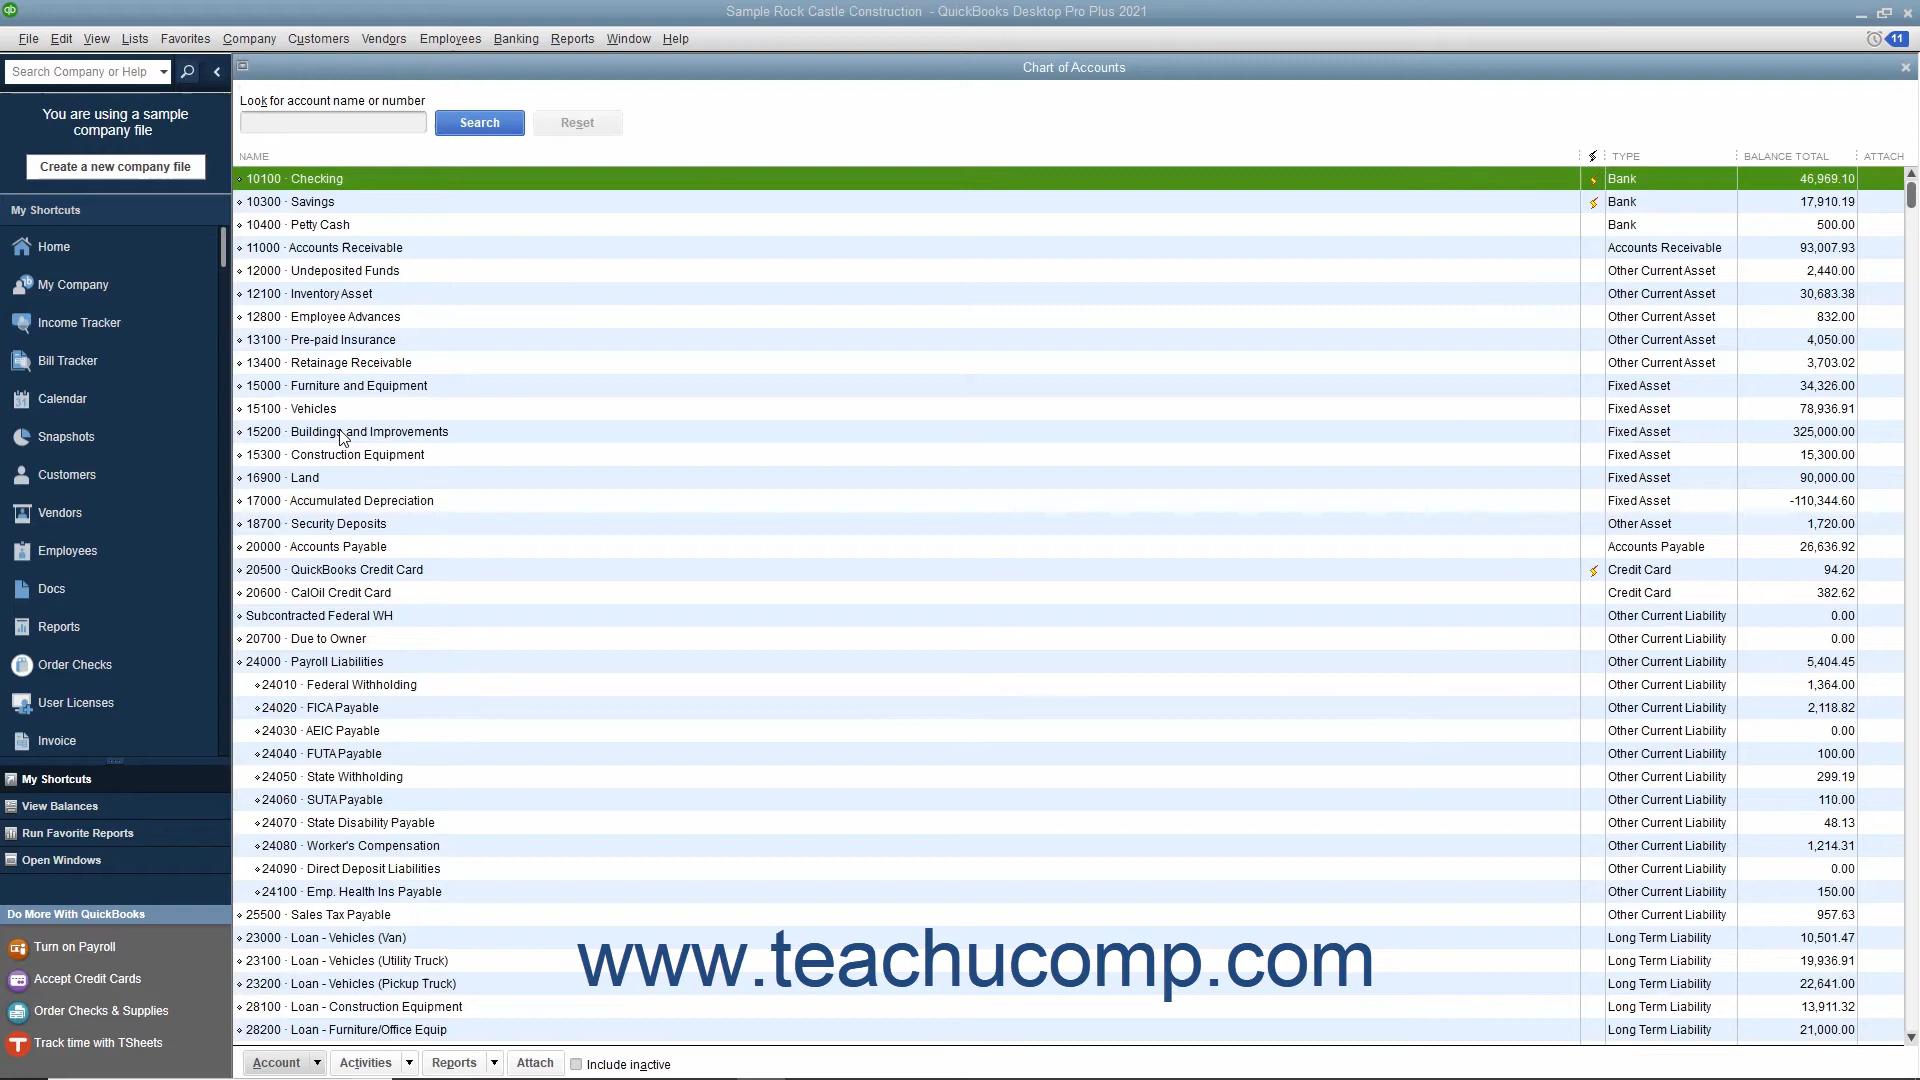 Sample Rock Castle Construction - QuickBooks Desktop Pro Plus 2021
File Edit View Lists Favorites Company Customers Vendors Employees Banking Reports Window Help
11
Search Company or Help
Chart of Accounts
You are using a sample
company file
Create a new company file
My Shortcuts
Home
My Company
Income Tracker
Bill Tracker
Calendar
Snapshots
Customers
Vendors
Employees
Docs
Reports
Order Checks
User Licenses
Invoice
My Shortcuts
View Balances
Run Favorite Reports
Open Windows
Do More With QuickBooks
Turn on Payroll
Accept Credit Cards
Order Checks & Supplies
Track time with TSheets
Look for account name or number
Search Reset
NAME TYPE BALANCE TOTAL ATTACH
10100 · Checking Bank 46,969.10
10300 · Savings Bank 17,910.19
10400 · Petty Cash Bank 500.00
11000 · Accounts Receivable Accounts Receivable 93,007.93
12000 · Undeposited Funds Other Current Asset 2,440.00
12100 · Inventory Asset Other Current Asset 30,683.38
12800 · Employee Advances Other Current Asset 832.00
13100 · Pre-paid Insurance Other Current Asset 4,050.00
13400 · Retainage Receivable Other Current Asset 3,703.02
15000 · Furniture and Equipment Fixed Asset 34,326.00
15100 · Vehicles Fixed Asset 78,936.91
15200 · Buildings and Improvements Fixed Asset 325,000.00
15300 · Construction Equipment Fixed Asset 15,300.00
16900 · Land Fixed Asset 90,000.00
17000 · Accumulated Depreciation Fixed Asset -110,344.60
18700 · Security Deposits Other Asset 1,720.00
20000 · Accounts Payable Accounts Payable 26,636.92
20500 · QuickBooks Credit Card Credit Card 94.20
20600 · CalOil Credit Card Credit Card 382.62
Subcontracted Federal WH Other Current Liability 0.00
20700 · Due to Owner Other Current Liability 0.00
24000 · Payroll Liabilities Other Current Liability 5,404.45
24010 · Federal Withholding Other Current Liability 1,364.00
24020 · FICA Payable Other Current Liability 2,118.82
24030 · AEIC Payable Other Current Liability 0.00
24040 · FUTA Payable Other Current Liability 100.00
24050 · State Withholding Other Current Liability 299.19
24060 · SUTA Payable Other Current Liability 110.00
24070 · State Disability Payable Other Current Liability 48.13
24080 · Worker's Compensation Other Current Liability 1,214.31
24090 · Direct Deposit Liabilities Other Current Liability 0.00
24100 · Emp. Health Ins Payable Other Current Liability 150.00
25500 · Sales Tax Payable Other Current Liability 957.63
23000 · Loan - Vehicles (Van) Long Term Liability 10,501.47
23100 · Loan - Vehicles (Utility Truck) Long Term Liability 19,936.91
23200 · Loan - Vehicles (Pickup Truck) Long Term Liability 22,641.00
28100 · Loan - Construction Equipment Long Term Liability 13,911.32
28200 · Loan - Furniture/Office Equip Long Term Liability 21,000.00
www.teachucomp.com
Account Activities Reports Attach Include inactive